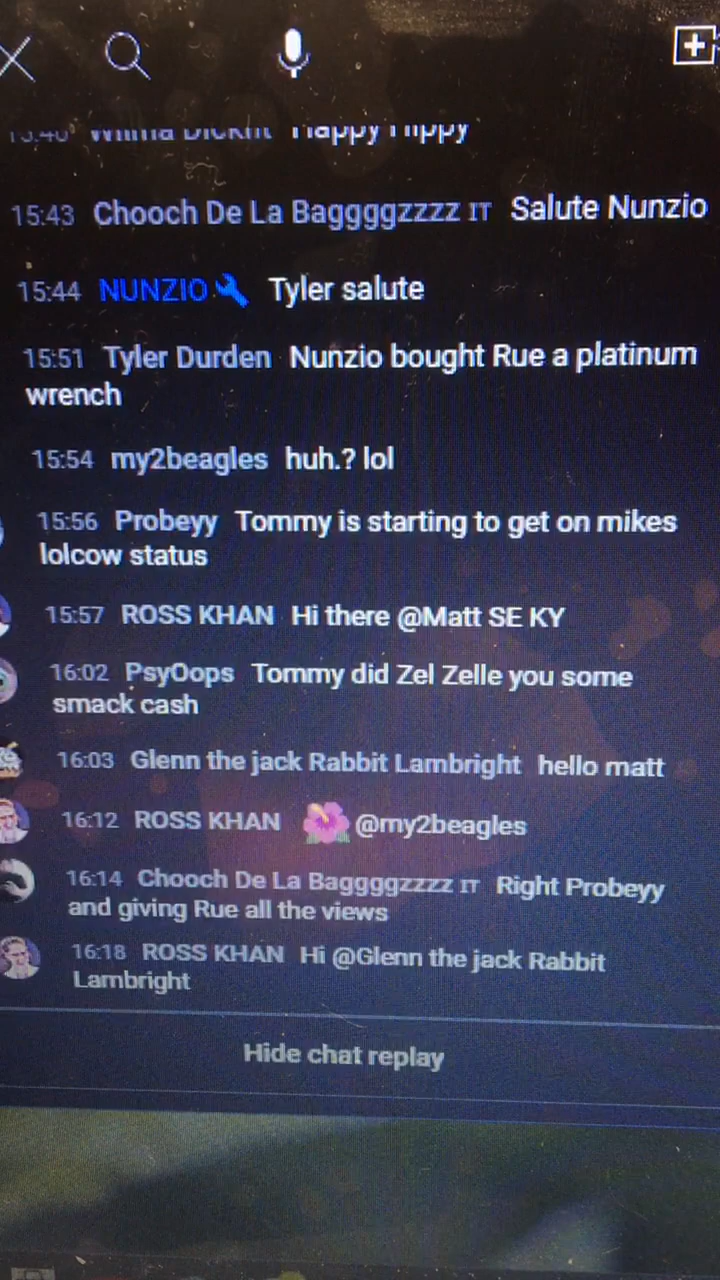 Happy Hippy
15:43 Chooch De La Baggggzzzz IT Salute Nunzio
15:44 NUNZIO Tyler salute
15:51 Tyler Durden Nunzio bought Rue a platinum
wrench
15:54 my2beagles huh.? lol
15:56 Probeyy Tommy is starting to get on mikes
lolcow status
15:57 ROSS KHAN Hi there @Matt SE KY
16:02 PsyOops Tommy did Zel Zelle you some
smack cash
16:03 Glenn the jack Rabbit Lambright hello matt
16:12 ROSS KHAN 🌺 @my2beagles
16:14 Chooch De La Baggggzzzz IT Right Probeyy
and giving Rue all the views
16:18 ROSS KHAN Hi @Glenn the jack Rabbit
Lambright
Hide chat replay